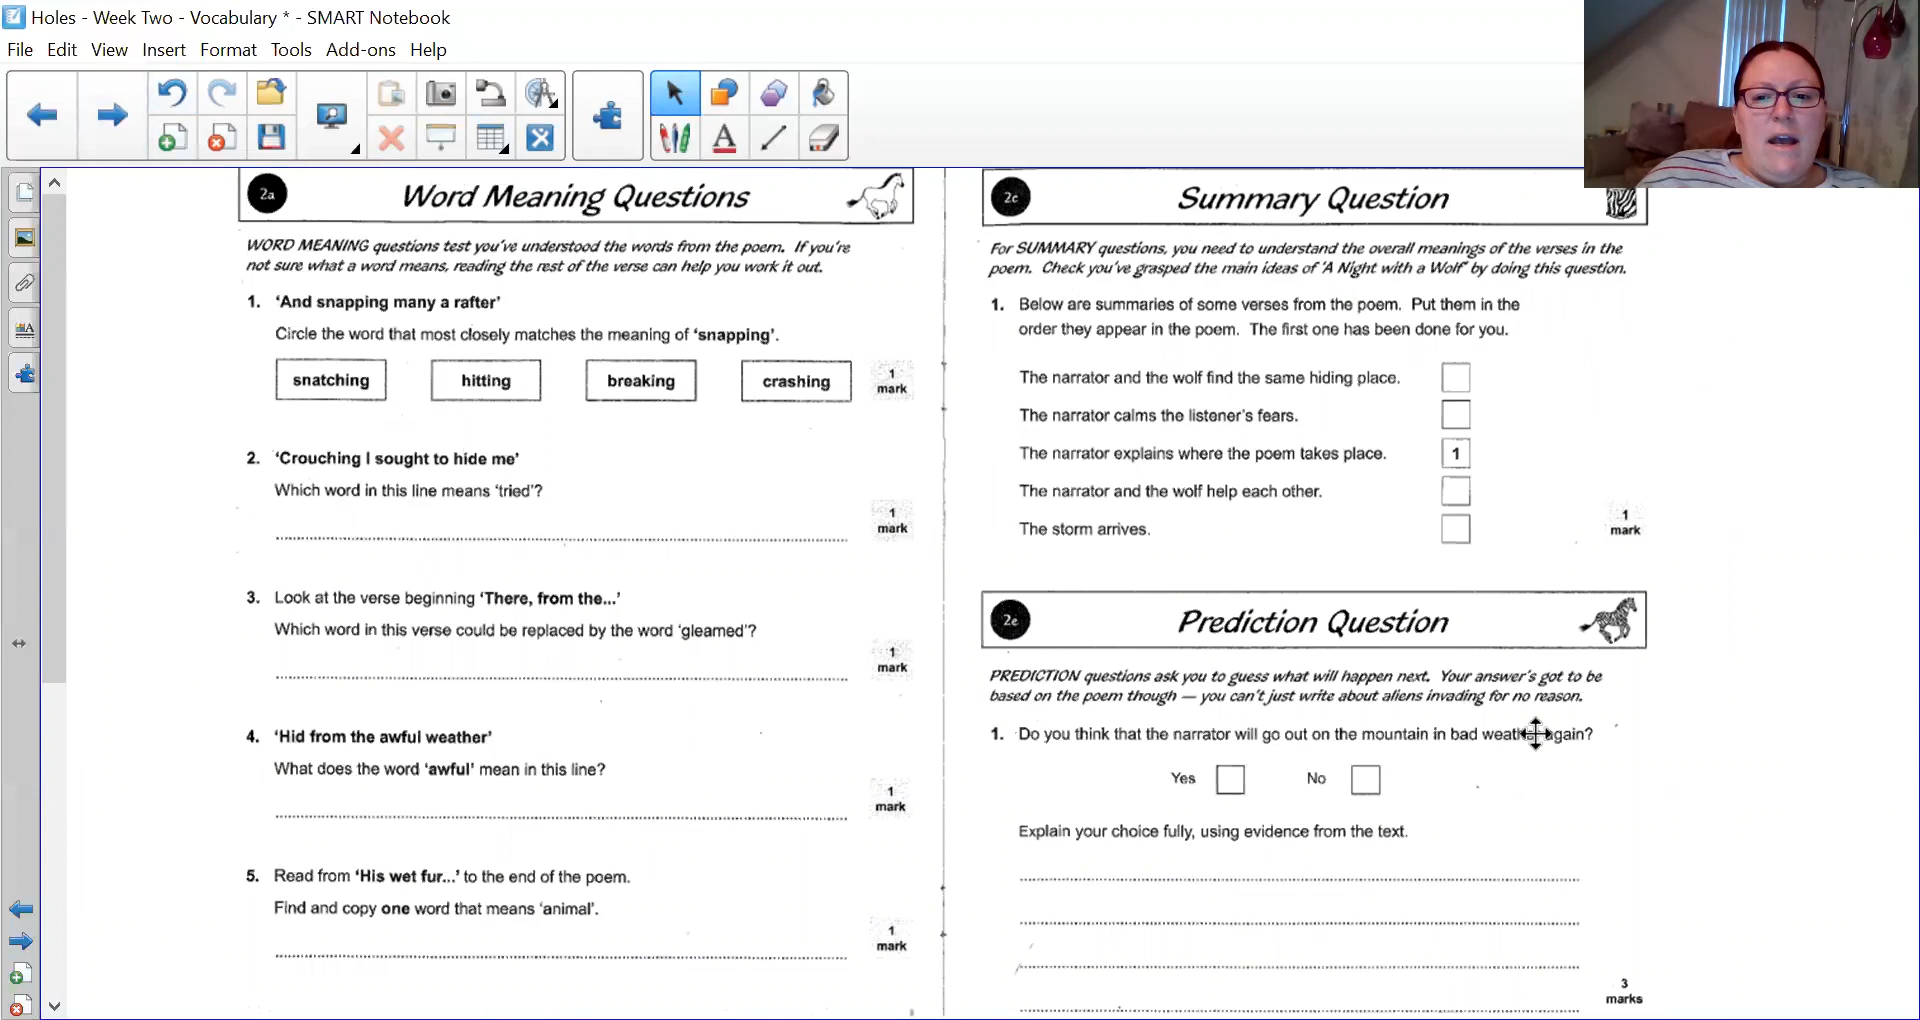 Holes - Week Two - Vocabulary * - SMART Notebook
File Edit View Insert Format Tools Add-ons Help
2a Word Meaning Questions
WORD MEANING questions test you've understood the words from the poem. If you're
not sure what a word means, reading the rest of the verse can help you work it out.
1. 'And snapping many a rafter'
Circle the word that most closely matches the meaning of 'snapping'.
snatching hitting breaking crashing
1
mark
2. 'Crouching I sought to hide me'
Which word in this line means 'tried'?
1
mark
3. Look at the verse beginning 'There, from the...'
Which word in this verse could be replaced by the word 'gleamed'?
1
mark
4. 'Hid from the awful weather'
What does the word 'awful' mean in this line?
1
mark
5. Read from 'His wet fur...' to the end of the poem.
Find and copy one word that means 'animal'.
1
mark
2c Summary Question
For SUMMARY questions, you need to understand the overall meanings of the verses in the
poem. Check you've grasped the main ideas of 'A Night with a Wolf' by doing this question.
1. Below are summaries of some verses from the poem. Put them in the
order they appear in the poem. The first one has been done for you.
The narrator and the wolf find the same hiding place.
The narrator calms the listener's fears.
The narrator explains where the poem takes place. 1
The narrator and the wolf help each other.
The storm arrives.
1
mark
2e Prediction Question
PREDICTION questions ask you to guess what will happen next. Your answer's got to be
based on the poem though — you can't just write about aliens invading for no reason.
1. Do you think that the narrator will go out on the mountain in bad weather again?
Yes No
Explain your choice fully, using evidence from the text.
3
marks